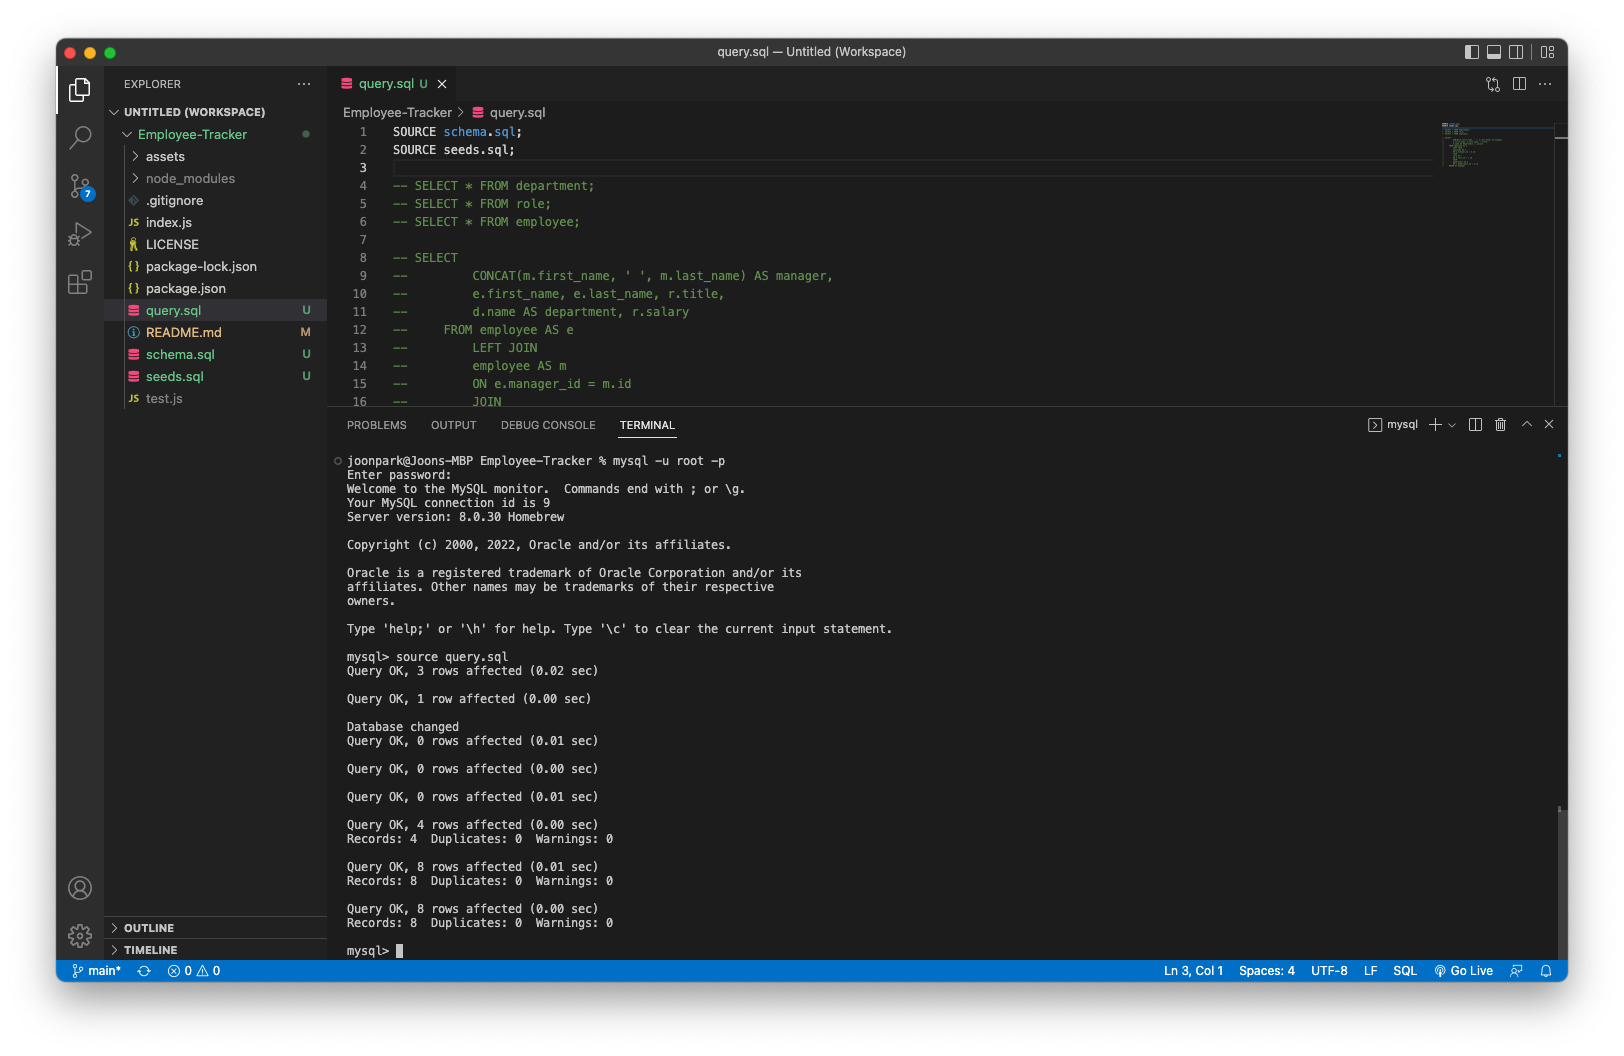 query.sql — Untitled (Workspace)
EXPLORER
UNTITLED (WORKSPACE)
Employee-Tracker
assets
node_modules
.gitignore
JS index.js
LICENSE
{} package-lock.json
{} package.json
query.sql U
README.md M
schema.sql U
seeds.sql U
JS test.js
OUTLINE
TIMELINE
7
query.sql U
Employee-Tracker > query.sql
1 SOURCE schema.sql;
2 SOURCE seeds.sql;
3
4 -- SELECT * FROM department;
5 -- SELECT * FROM role;
6 -- SELECT * FROM employee;
7
8 -- SELECT
9 -- CONCAT(m.first_name, ' ', m.last_name) AS manager,
10 -- e.first_name, e.last_name, r.title,
11 -- d.name AS department, r.salary
12 -- FROM employee AS e
13 -- LEFT JOIN
14 -- employee AS m
15 -- ON e.manager_id = m.id
16 -- JOIN
PROBLEMS OUTPUT DEBUG CONSOLE TERMINAL
mysql
joonpark@Joons-MBP Employee-Tracker % mysql -u root -p
Enter password:
Welcome to the MySQL monitor.  Commands end with ; or \g.
Your MySQL connection id is 9
Server version: 8.0.30 Homebrew
Copyright (c) 2000, 2022, Oracle and/or its affiliates.
Oracle is a registered trademark of Oracle Corporation and/or its
affiliates. Other names may be trademarks of their respective
owners.
Type 'help;' or '\h' for help. Type '\c' to clear the current input statement.
mysql> source query.sql
Query OK, 3 rows affected (0.02 sec)
Query OK, 1 row affected (0.00 sec)
Database changed
Query OK, 0 rows affected (0.01 sec)
Query OK, 0 rows affected (0.00 sec)
Query OK, 0 rows affected (0.01 sec)
Query OK, 4 rows affected (0.00 sec)
Records: 4  Duplicates: 0  Warnings: 0
Query OK, 8 rows affected (0.01 sec)
Records: 8  Duplicates: 0  Warnings: 0
Query OK, 8 rows affected (0.00 sec)
Records: 8  Duplicates: 0  Warnings: 0
mysql>
main* 0 0 Ln 3, Col 1 Spaces: 4 UTF-8 LF SQL Go Live